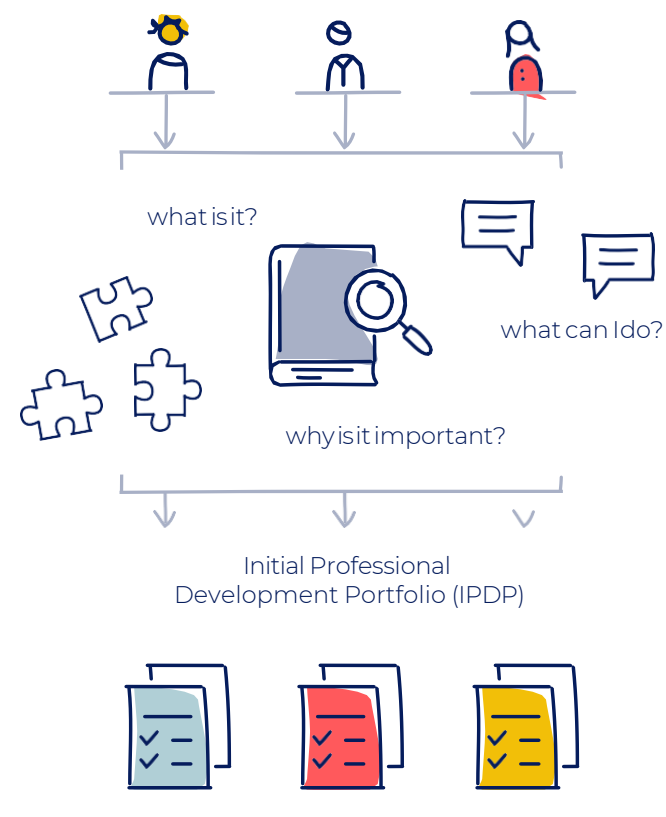 what is it?
what can I do?
why is it important?
Initial Professional
Development Portfolio (IPDP)